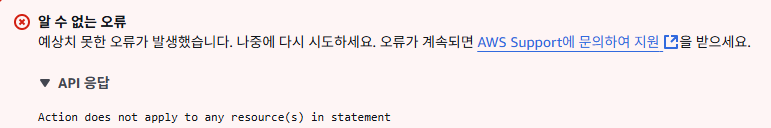 알 수 없는 오류
예상치 못한 오류가 발생했습니다. 나중에 다시 시도하세요. 오류가 계속되면 AWS Support에 문의하여 지원 을 받으세요.
▼ API 응답
Action does not apply to any resource(s) in statement